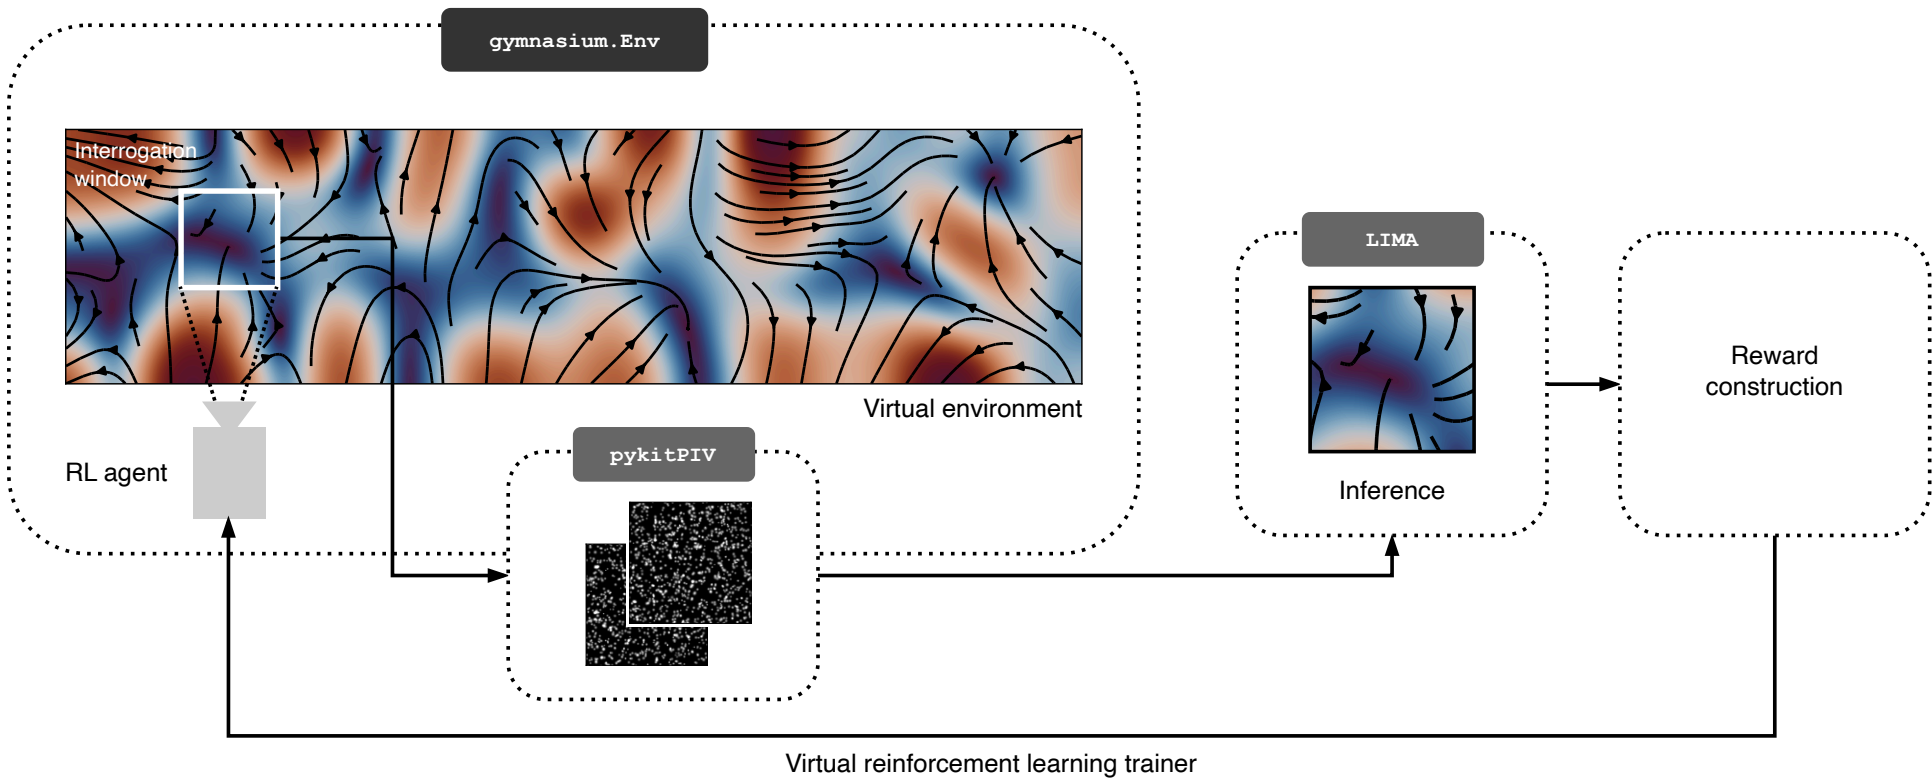 gymnasium.Env
Interrogation
window
Virtual environment
RL agent
pykitPIV
LIMA
Inference
Reward
construction
Virtual reinforcement learning trainer